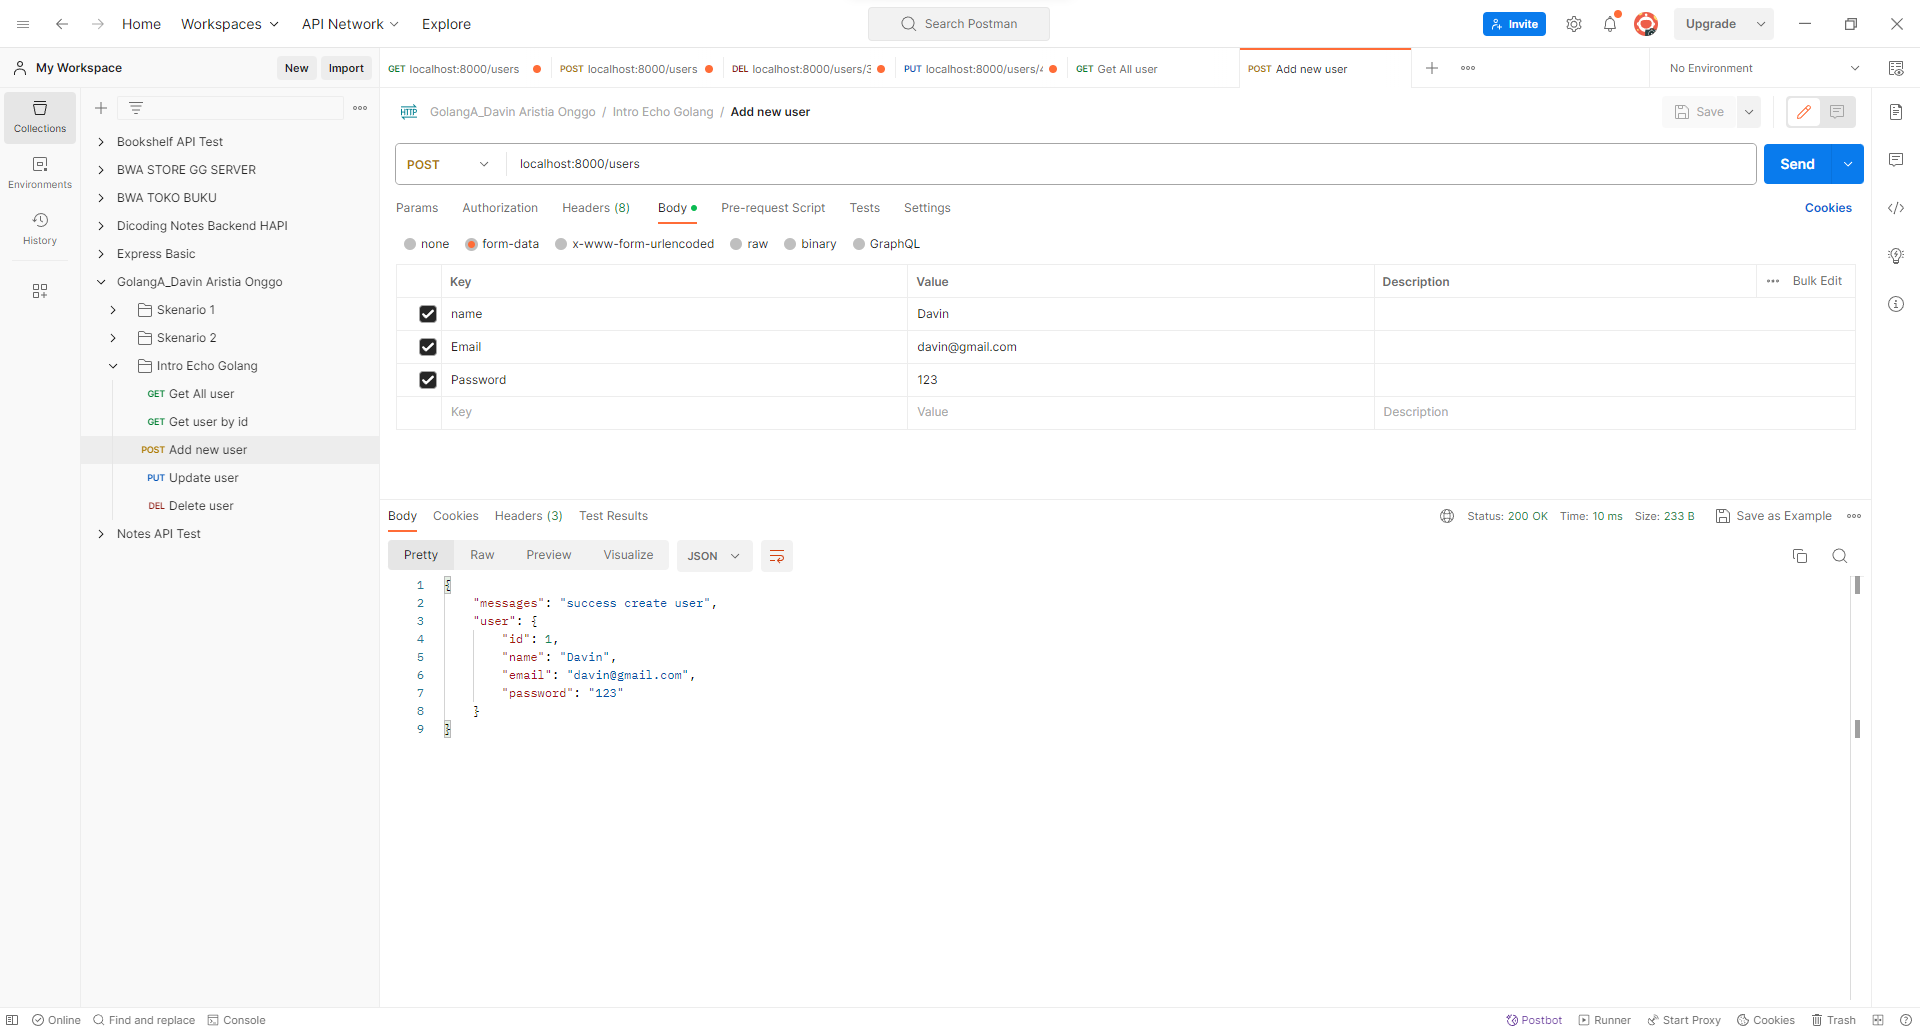 Home Workspaces API Network Explore Search Postman Invite Upgrade
My Workspace New Import GET localhost:8000/users POST localhost:8000/users DEL localhost:8000/users/3 PUT localhost:8000/users/4 GET Get All user POST Add new user No Environment
Collections
Environments
History
Bookshelf API Test
BWA STORE GG SERVER
BWA TOKO BUKU
Dicoding Notes Backend HAPI
Express Basic
GolangA_Davin Aristia Onggo
Skenario 1
Skenario 2
Intro Echo Golang
GET Get All user
GET Get user by id
POST Add new user
PUT Update user
DEL Delete user
Notes API Test
HTTP GolangA_Davin Aristia Onggo / Intro Echo Golang / Add new user Save
POST localhost:8000/users Send
Params Authorization Headers (8) Body Pre-request Script Tests Settings Cookies
none form-data x-www-form-urlencoded raw binary GraphQL
Key Value Description Bulk Edit
name Davin
Email davin@gmail.com
Password 123
Key Value Description
Body Cookies Headers (3) Test Results Status: 200 OK Time: 10 ms Size: 233 B Save as Example
Pretty Raw Preview Visualize JSON
1 {
2 "messages": "success create user",
3 "user": {
4 "id": 1,
5 "name": "Davin",
6 "email": "davin@gmail.com",
7 "password": "123"
8 }
9 }
Online Find and replace Console Postbot Runner Start Proxy Cookies Trash